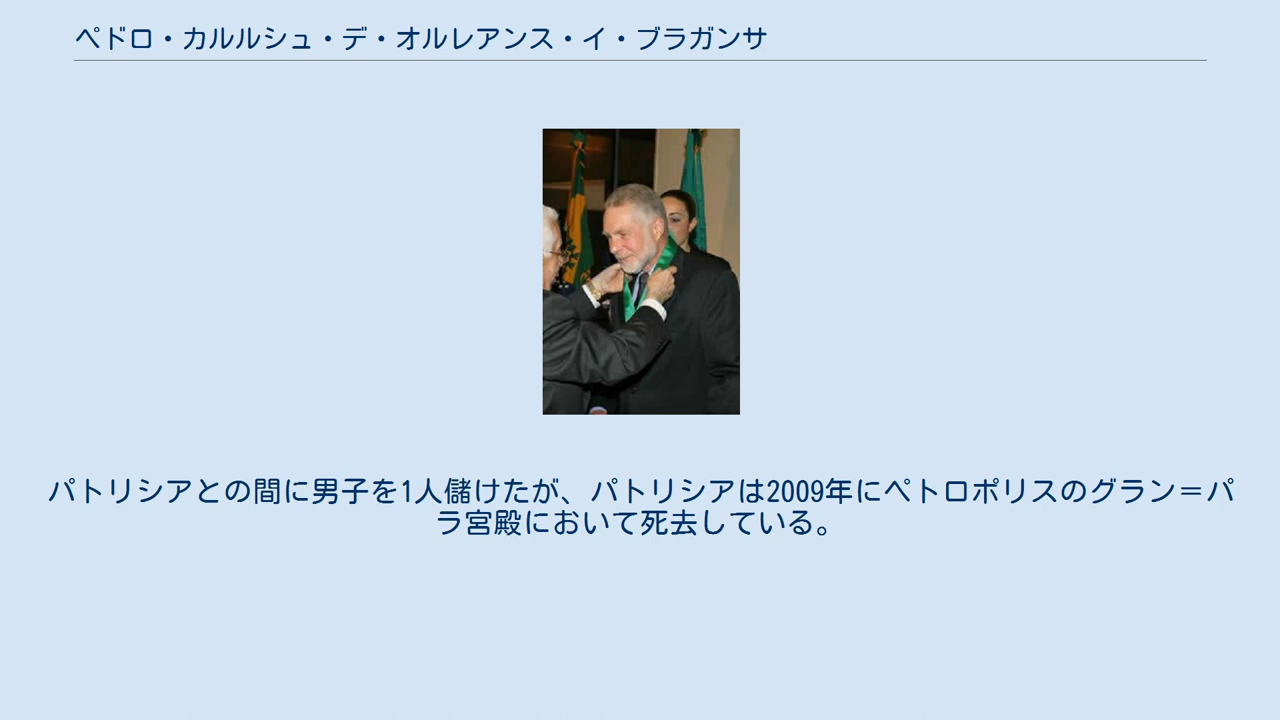 ペドロ・カルルシュ・デ・オルレアンス・イ・ブラガンサ
パトリシアとの間に男子を1人儲けたが、パトリシアは2009年にペトロポリスのグラン＝パ
ラ宮殿において死去している。